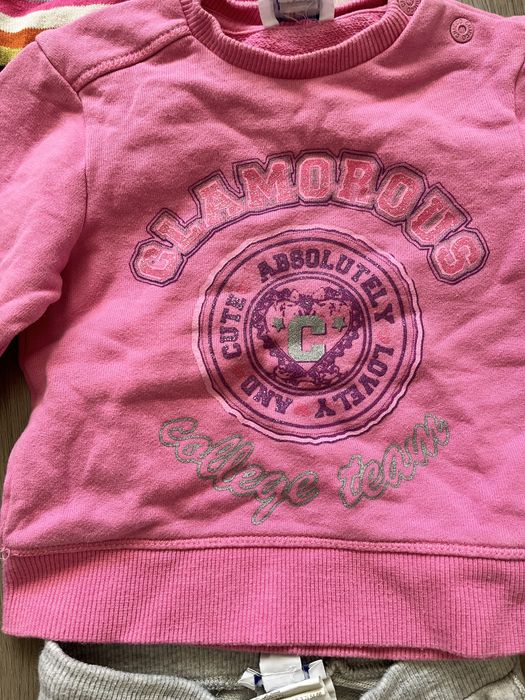 GLAMOROUS
ABSOLUTELY LOVELY AND CUTE
C
college team